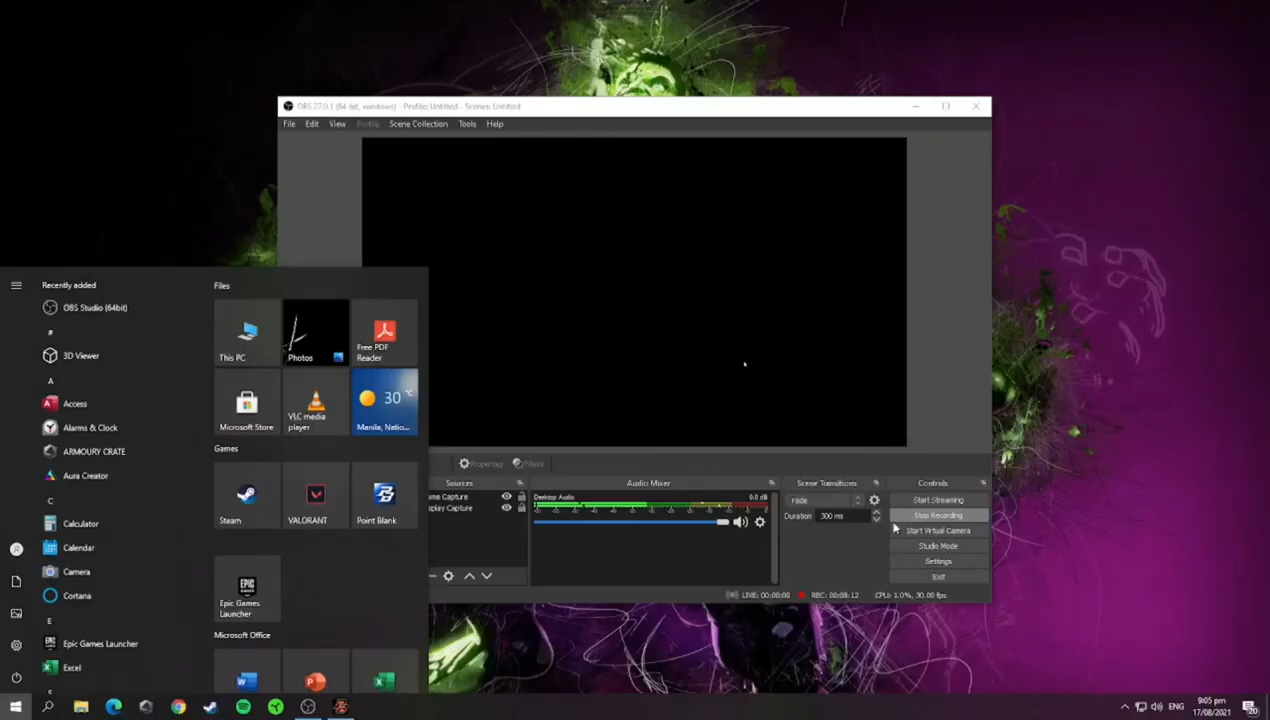 OBS 27.0.1 (64-bit, windows) - Profile: Untitled - Scenes: Untitled
File Edit View Profile Scene Collection Tools Help
Recently added
OBS Studio (64bit)
#
3D Viewer
A
Access
Alarms & Clock
ARMOURY CRATE
Aura Creator
C
Calculator
Calendar
Camera
Cortana
E
Epic Games Launcher
Excel
Files
This PC
Photos
Free PDF
Reader
Microsoft Store
VLC media
player
30 °C
Manila, Natio...
Games
Steam
VALORANT
Point Blank
Epic Games
Launcher
Microsoft Office
Properties Filters
Sources
ame Capture
splay Capture
Audio Mixer
Desktop Audio 0.0 dB
Scene Transitions
Fade
Duration 300 ms
Controls
Start Streaming
Stop Recording
Start Virtual Camera
Studio Mode
Settings
Exit
LIVE: 00:00:00 REC: 00:08:12 CPU: 1.0%, 30.00 fps
ENG
9:05 pm
17/08/2021
20